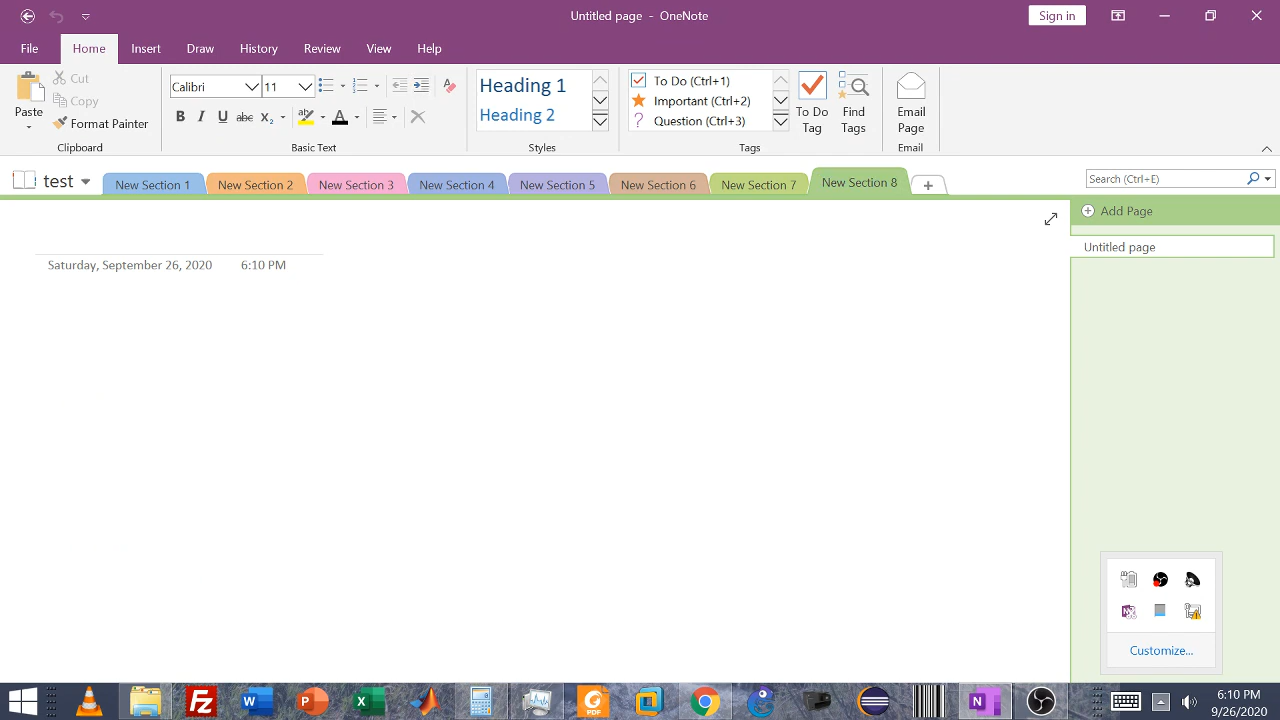 Untitled page - OneNote
Sign in
File Home Insert Draw History Review View Help
Paste
Cut
Copy
Format Painter
Clipboard
Calibri 11
B I U abc X₂ A
Basic Text
Heading 1
Heading 2
Styles
To Do (Ctrl+1)
Important (Ctrl+2)
Question (Ctrl+3)
To Do Tag
Find Tags
Tags
Email Page
Email
test
New Section 1 New Section 2 New Section 3 New Section 4 New Section 5 New Section 6 New Section 7 New Section 8
Search (Ctrl+E)
Add Page
Untitled page
Saturday, September 26, 2020 6:10 PM
Customize...
6:10 PM
9/26/2020